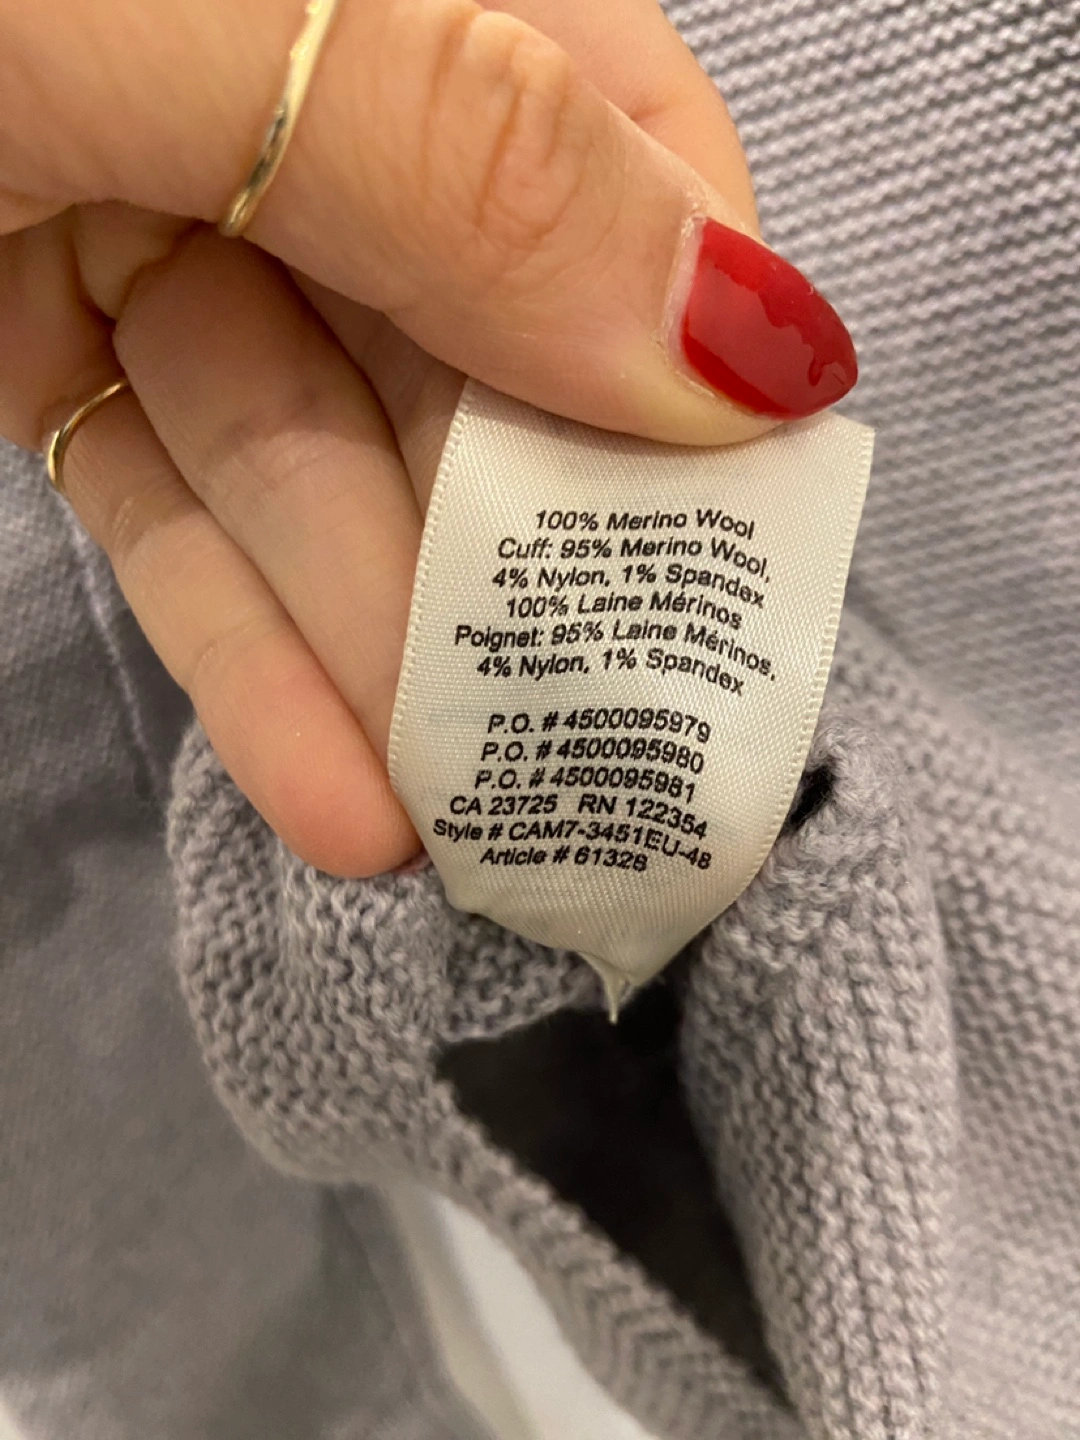 100% Merino Wool
Cuff: 95% Merino Wool,
4% Nylon, 1% Spandex
100% Laine Mérinos
Poignet: 95% Laine Mérinos,
4% Nylon, 1% Spandex
P.O. # 4500095979
P.O. # 4500095980
P.O. # 4500095981
CA 23725 RN 122354
Style # CAM7-3451EU-48
Article # 61328